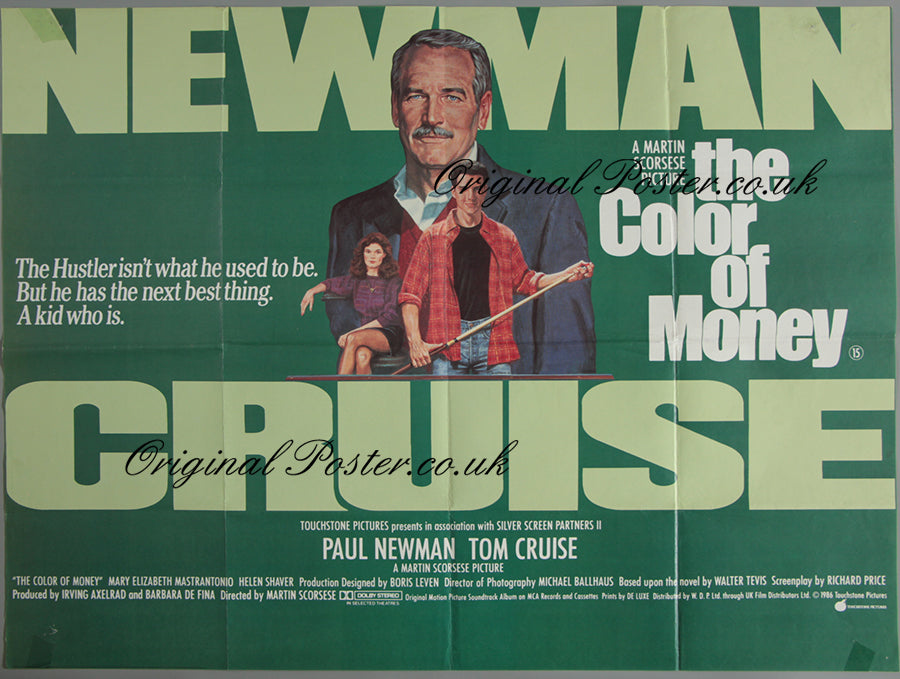 NEWMAN
A MARTIN
SCORSESE
PICTURE
the
Color
of
Money
15
Original Poster.co.uk
The Hustler isn't what he used to be.
But he has the next best thing.
A kid who is.
CRUISE
Original Poster.co.uk
TOUCHSTONE PICTURES presents in association with SILVER SCREEN PARTNERS II
PAUL NEWMAN TOM CRUISE
A MARTIN SCORSESE PICTURE
"THE COLOR OF MONEY" MARY ELIZABETH MASTRANTONIO HELEN SHAVER Production Designed by BORIS LEVEN Director of Photography MICHAEL BALLHAUS Based upon the novel by WALTER TEVIS Screenplay by RICHARD PRICE
Produced by IRVING AXELRAD and BARBARA DE FINA Directed by MARTIN SCORSESE DOLBY STEREO IN SELECTED THEATRES Original Motion Picture Soundtrack Album on MCA Records and Cassettes Prints by DE LUXE Distributed by W. D. P. Ltd. through UK Film Distributors Ltd. © 1986 Touchstone Pictures
TOUCHSTONE PICTURES